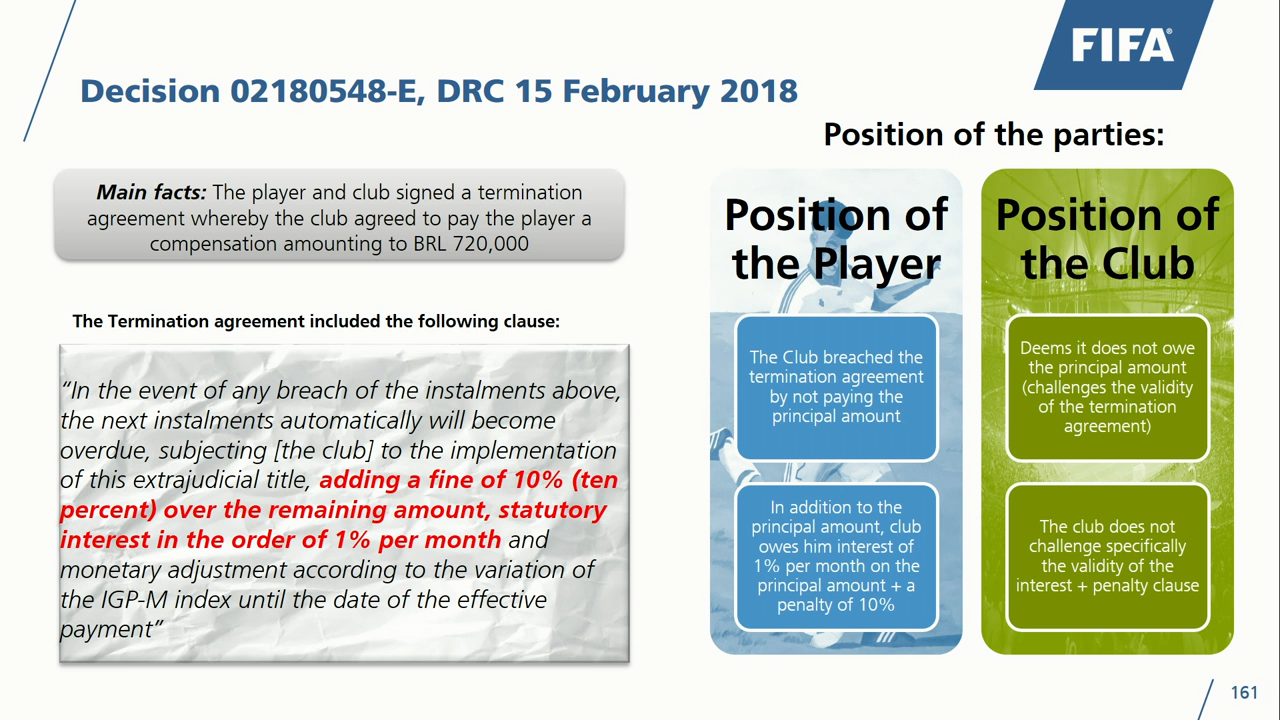 FIFA®
Decision 02180548-E, DRC 15 February 2018
Position of the parties:
Main facts: The player and club signed a termination
agreement whereby the club agreed to pay the player a
compensation amounting to BRL 720,000
The Termination agreement included the following clause:
“In the event of any breach of the instalments above,
the next instalments automatically will become
overdue, subjecting [the club] to the implementation
of this extrajudicial title, adding a fine of 10% (ten
percent) over the remaining amount, statutory
interest in the order of 1% per month and
monetary adjustment according to the variation of
the IGP-M index until the date of the effective
payment”
Position of
the Player
The Club breached the
termination agreement
by not paying the
principal amount
In addition to the
principal amount, club
owes him interest of
1% per month on the
principal amount + a
penalty of 10%
Position of
the Club
Deems it does not owe
the principal amount
(challenges the validity
of the termination
agreement)
The club does not
challenge specifically
the validity of the
interest + penalty clause
161